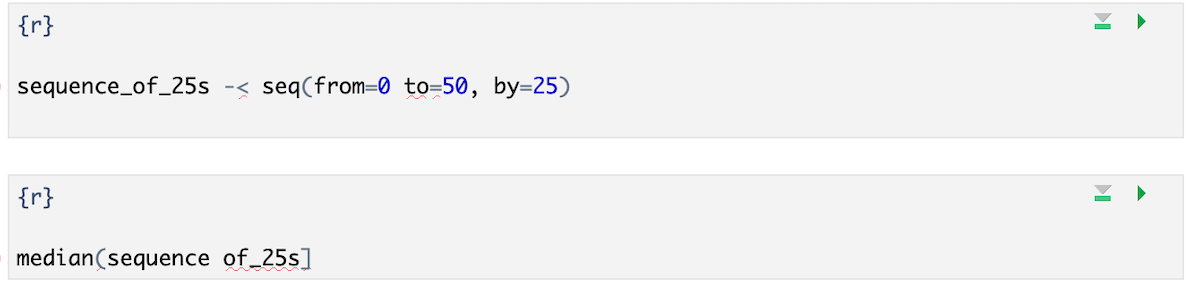 {r}
sequence_of_25s -< seq(from=0 to=50, by=25)
{r}
median(sequence of_25s]